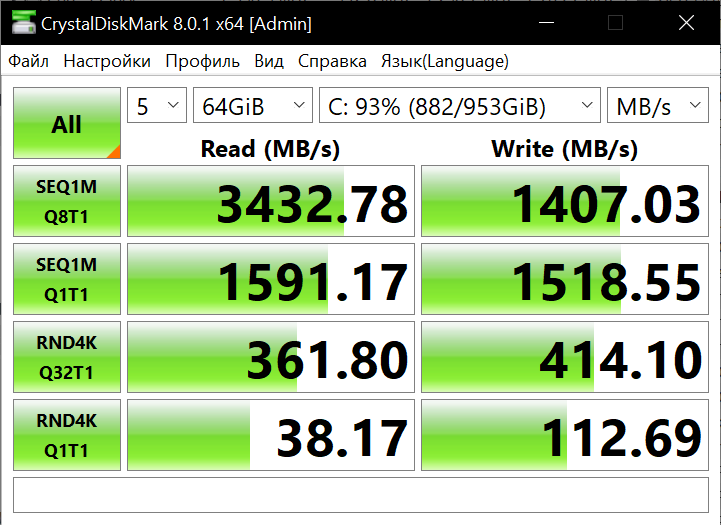 CrystalDiskMark 8.0.1 x64 [Admin]
Файл Настройки Профиль Вид Справка Язык(Language)
All 5 64GiB C: 93% (882/953GiB) MB/s
Read (MB/s) Write (MB/s)
SEQ1M
Q8T1
3432.78 1407.03
SEQ1M
Q1T1
1591.17 1518.55
RND4K
Q32T1
361.80 414.10
RND4K
Q1T1
38.17 112.69